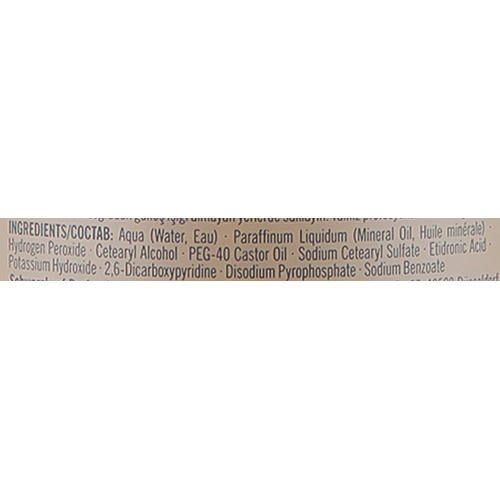 INGREDIENTS/СОСТАВ: Aqua (Water, Eau) · Paraffinum Liquidum (Mineral Oil, Huile minérale) ·
Hydrogen Peroxide · Cetearyl Alcohol · PEG-40 Castor Oil · Sodium Cetearyl Sulfate · Etidronic Acid ·
Potassium Hydroxide · 2,6-Dicarboxypyridine · Disodium Pyrophosphate · Sodium Benzoate